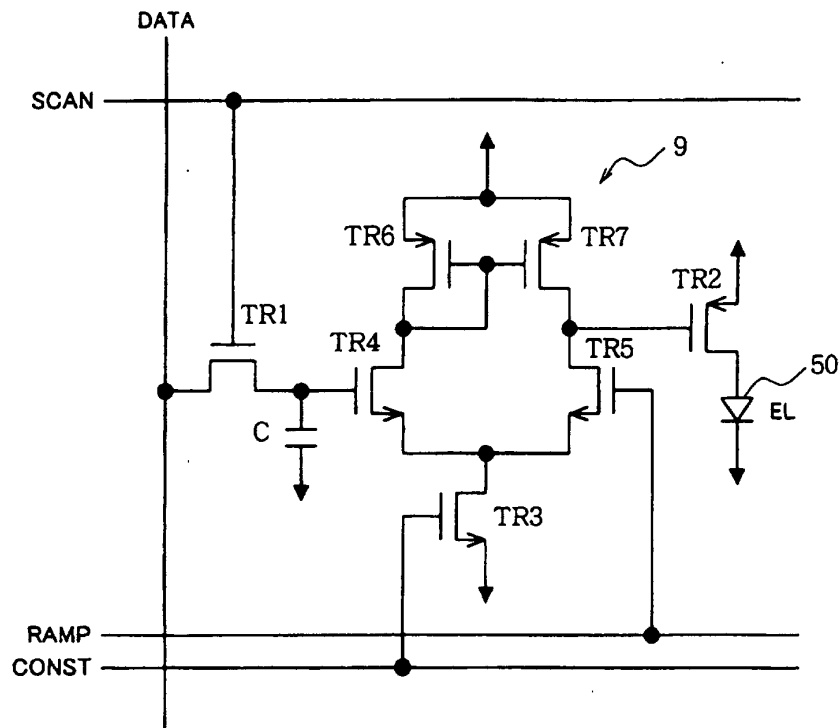 DATA
SCAN
9
TR6
TR7
TR2
TR1
TR4
TR5
50
C
EL
TR3
RAMP
CONST